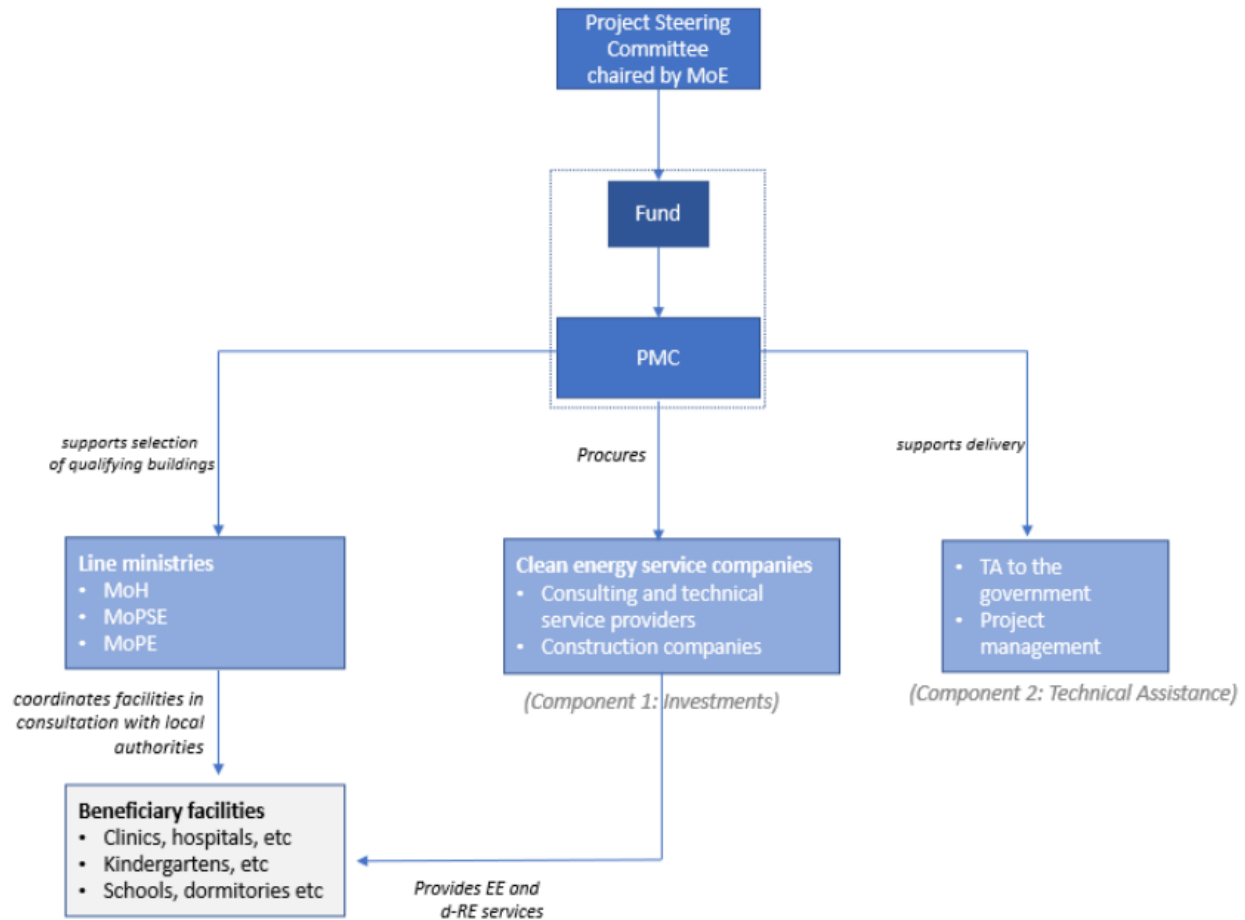 Project Steering
Committee
chaired by MoE
Fund
PMC
supports selection
of qualifying buildings
Procures
supports delivery
Line ministries
• MoH
• MoPSE
• MoPE
Clean energy service companies
• Consulting and technical
service providers
• Construction companies
• TA to the
government
• Project
management
(Component 1: Investments)
(Component 2: Technical Assistance)
coordinates facilities in
consultation with local
authorities
Beneficiary facilities
• Clinics, hospitals, etc
• Kindergartens, etc
• Schools, dormitories etc
Provides EE and
d-RE services